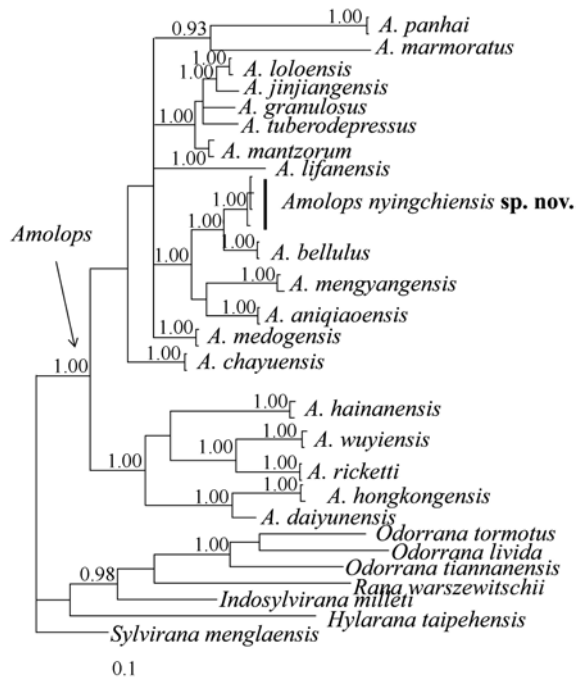 1.00
A. panhai
0.93
A. marmoratus
1.00
A. loloensis
1.00
A. jinjiangensis
A. granulosus
A. tuberodepressus
1.00
A. mantzorum
1.00
A. lifanensis
1.00
Amolops nyingchiensis sp. nov.
1.00
Amolops
1.00
A. bellulus
1.00
1.00
A. mengyangensis
1.00
A. aniqiaoensis
1.00
A. medogensis
1.00
A. chayuensis
1.00
1.00
A. hainanensis
1.00
A. wuyiensis
1.00
1.00
1.00
A. ricketti
1.00
A. hongkongensis
1.00
A. daiyunensis
Odorrana tormotus
1.00
Odorrana livida
Odorrana tiannanensis
0.98
Rana warszewitschii
Indosylvirana milleti
Hylarana taipehensis
Sylvirana menglaensis
0.1